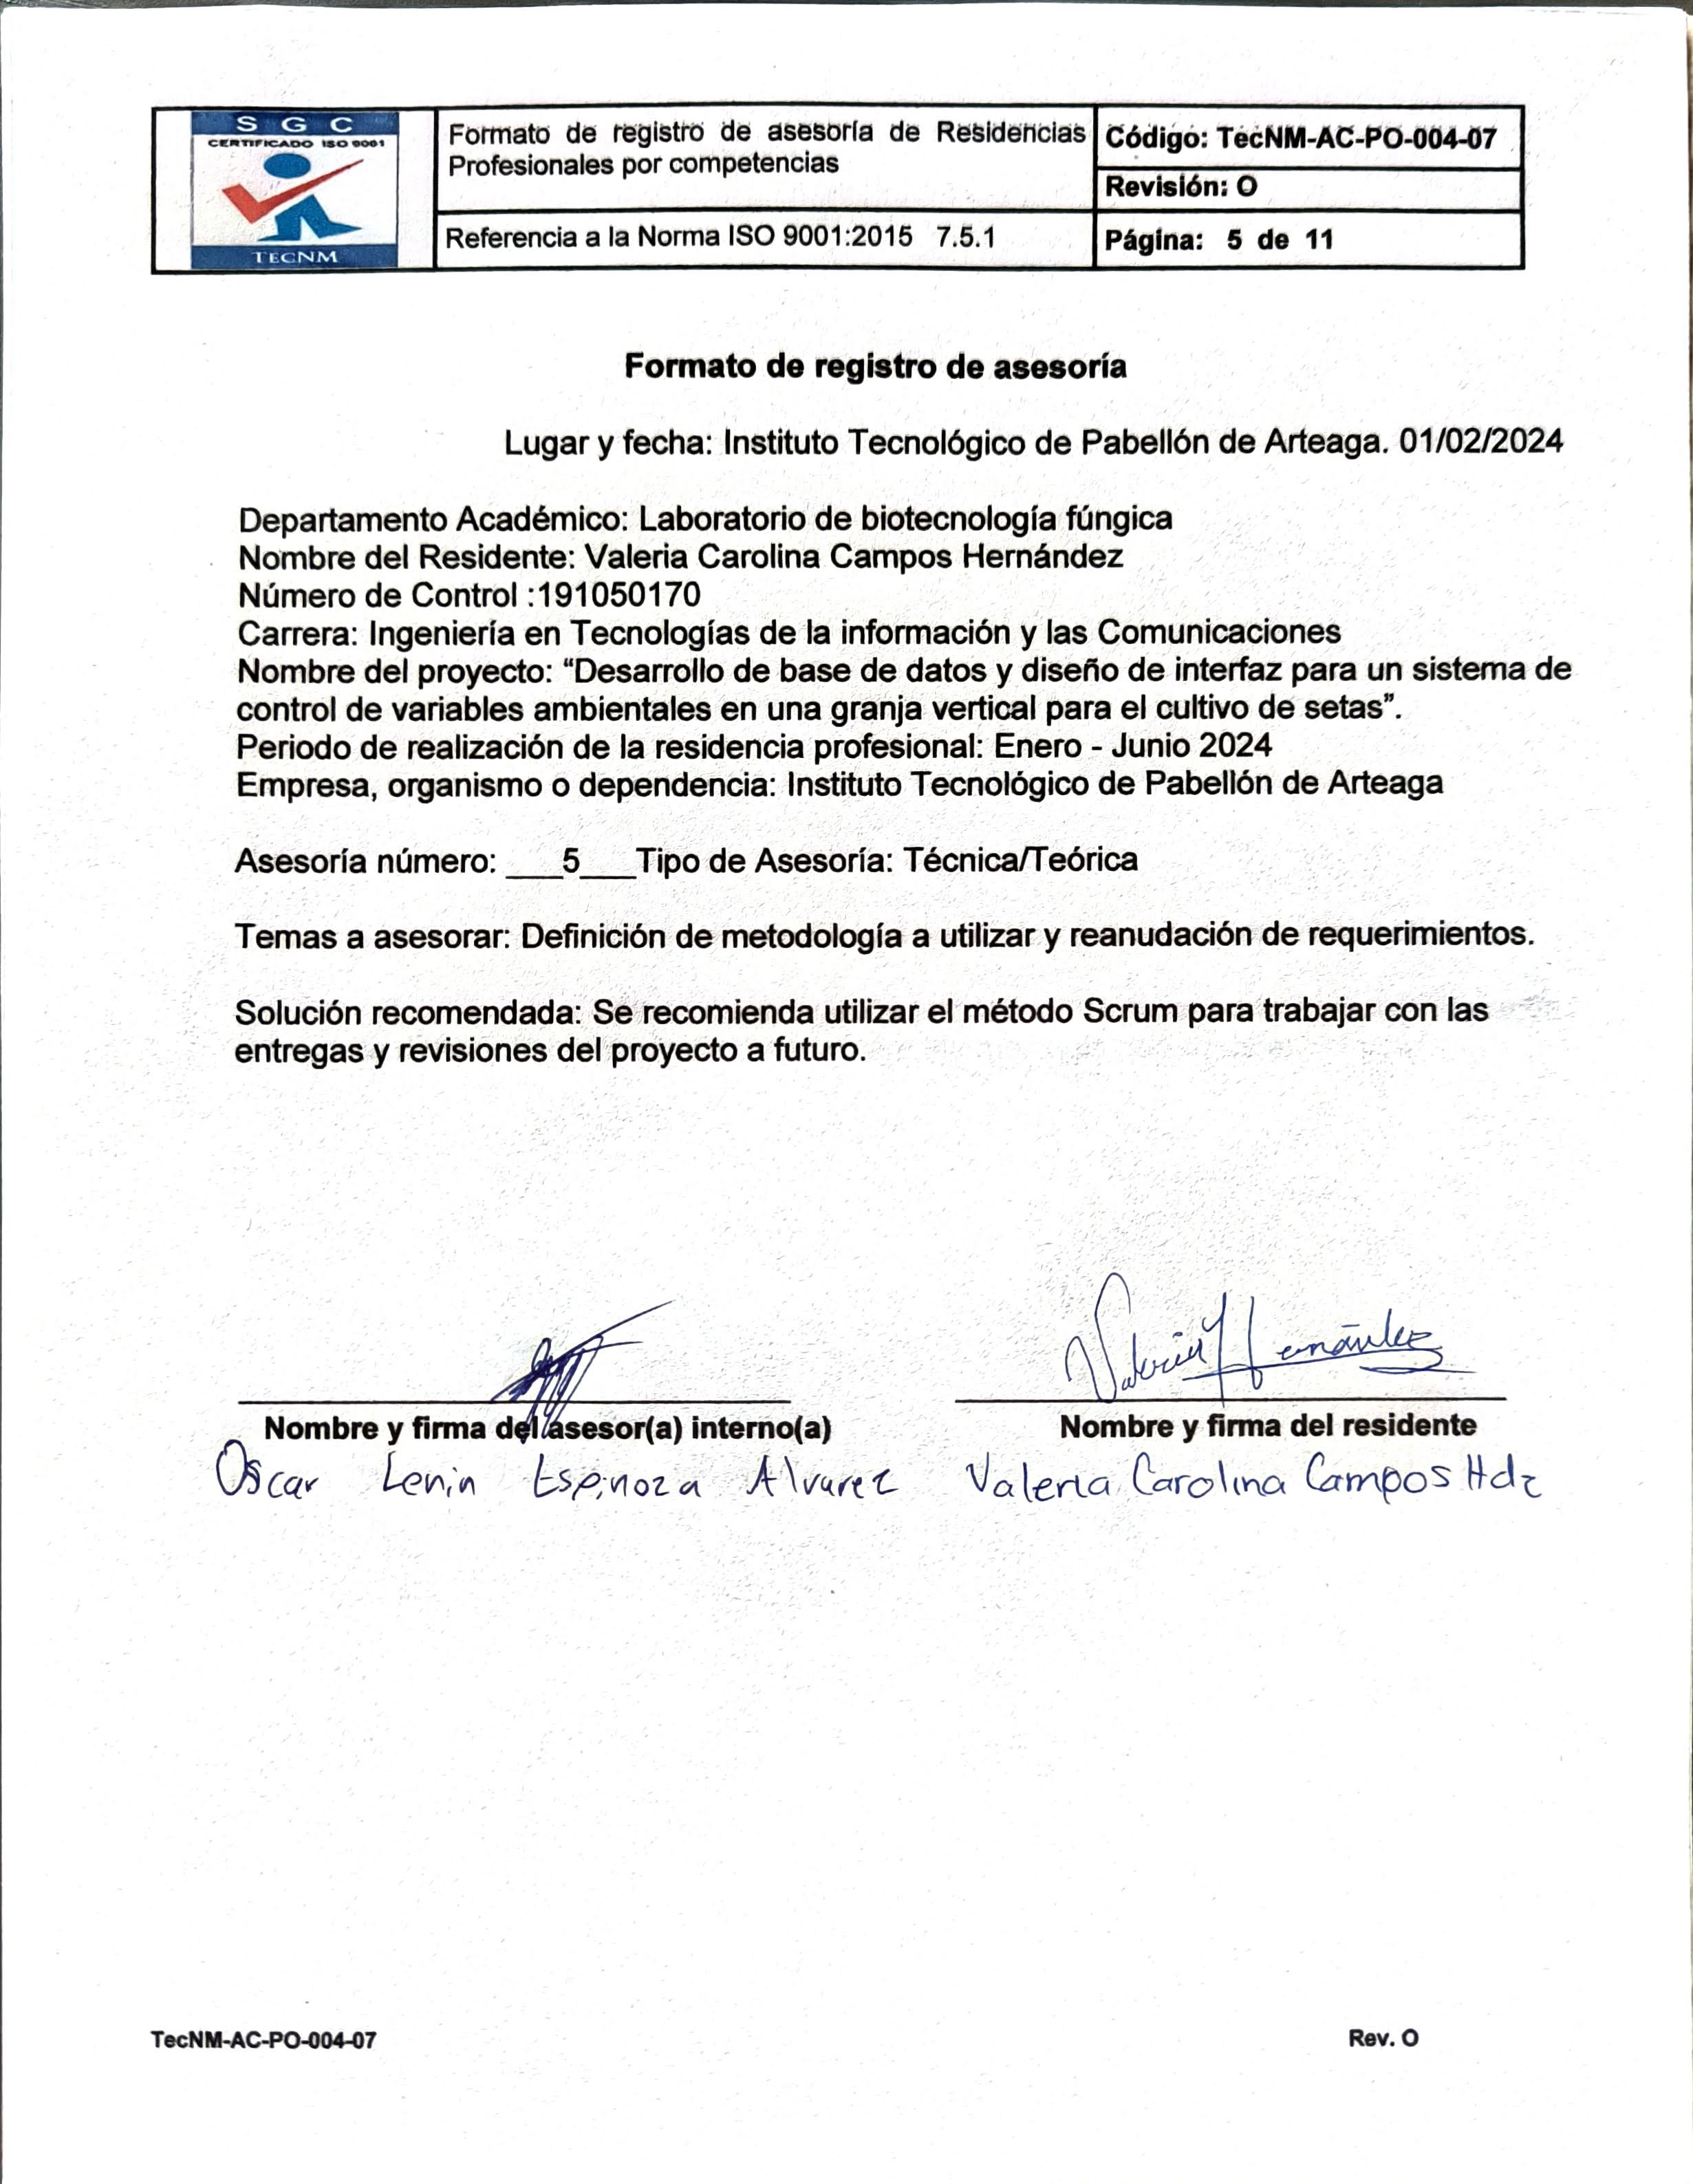 S G C
CERTIFICADO ISO 9001
TECNM
Formato de registro de asesoría de Residencias
Profesionales por competencias
Referencia a la Norma ISO 9001:2015 7.5.1
Código: TecNM-AC-PO-004-07
Revisión: O
Página: 5 de 11
Formato de registro de asesoría
Lugar y fecha: Instituto Tecnológico de Pabellón de Arteaga. 01/02/2024
Departamento Académico: Laboratorio de biotecnología fúngica
Nombre del Residente: Valeria Carolina Campos Hernández
Número de Control :191050170
Carrera: Ingeniería en Tecnologías de la información y las Comunicaciones
Nombre del proyecto: “Desarrollo de base de datos y diseño de interfaz para un sistema de
control de variables ambientales en una granja vertical para el cultivo de setas”.
Periodo de realización de la residencia profesional: Enero - Junio 2024
Empresa, organismo o dependencia: Instituto Tecnológico de Pabellón de Arteaga
Asesoría número: ___5___Tipo de Asesoría: Técnica/Teórica
Temas a asesorar: Definición de metodología a utilizar y reanudación de requerimientos.
Solución recomendada: Se recomienda utilizar el método Scrum para trabajar con las
entregas y revisiones del proyecto a futuro.
Valeria Hernández
Nombre y firma del asesor(a) interno(a)
Nombre y firma del residente
Oscar Lenin Espinoza Alvarez
Valeria Carolina Campos Hdz
TecNM-AC-PO-004-07
Rev. O